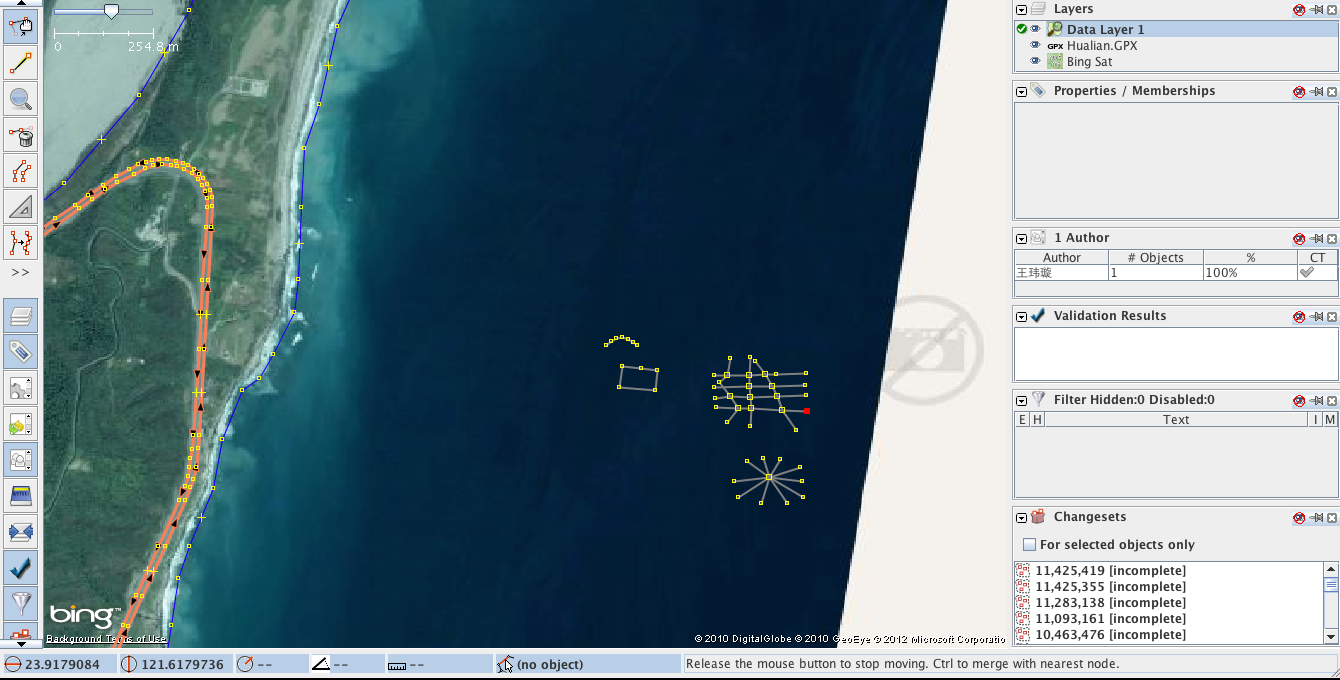 0 254.8 m
>>
bing™
Background Terms of Use
© 2010 DigitalGlobe © 2010 GeoEye © 2012 Microsoft Corporatio
Layers
Data Layer 1
GPX Hualian.GPX
Bing Sat
Properties / Memberships
1 Author
Author # Objects % CT
王玮璇 1 100%
Validation Results
Filter Hidden:0 Disabled:0
E H Text I M
Changesets
For selected objects only
11,425,419 [incomplete]
11,425,355 [incomplete]
11,283,138 [incomplete]
11,093,161 [incomplete]
10,463,476 [incomplete]
23.9179084 121.6179736 -- -- -- (no object) Release the mouse button to stop moving. Ctrl to merge with nearest node.